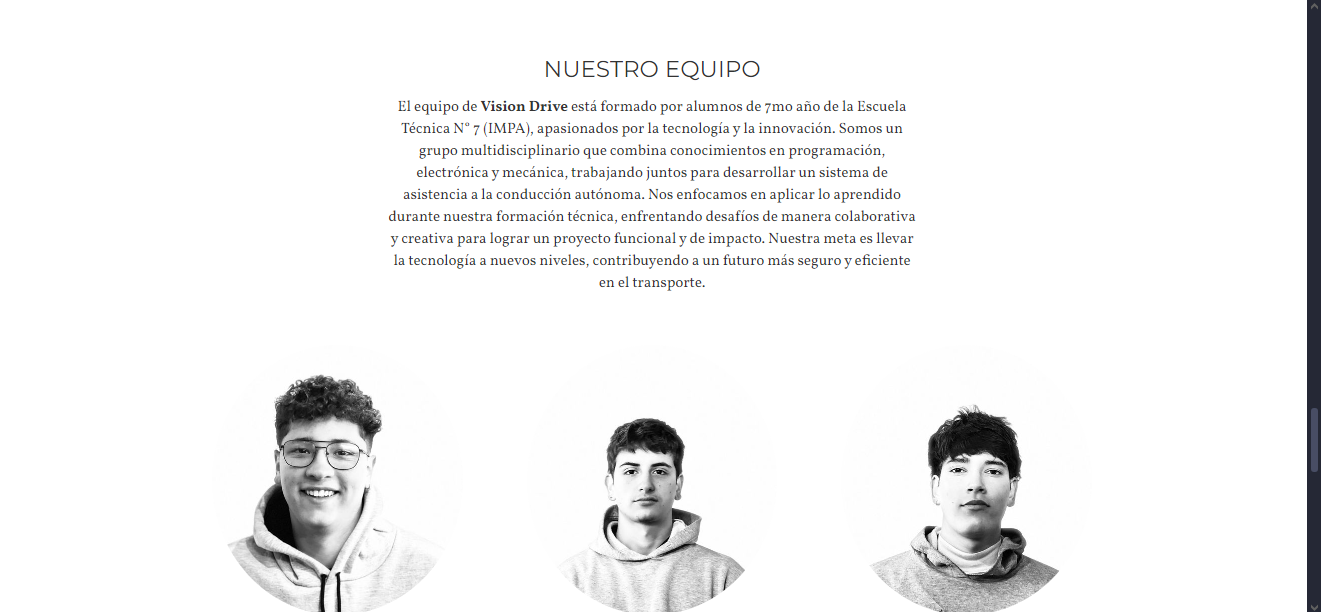 NUESTRO EQUIPO
El equipo de Vision Drive está formado por alumnos de 7mo año de la Escuela
Técnica N° 7 (IMPA), apasionados por la tecnología y la innovación. Somos un
grupo multidisciplinario que combina conocimientos en programación,
electrónica y mecánica, trabajando juntos para desarrollar un sistema de
asistencia a la conducción autónoma. Nos enfocamos en aplicar lo aprendido
durante nuestra formación técnica, enfrentando desafíos de manera colaborativa
y creativa para lograr un proyecto funcional y de impacto. Nuestra meta es llevar
la tecnología a nuevos niveles, contribuyendo a un futuro más seguro y eficiente
en el transporte.